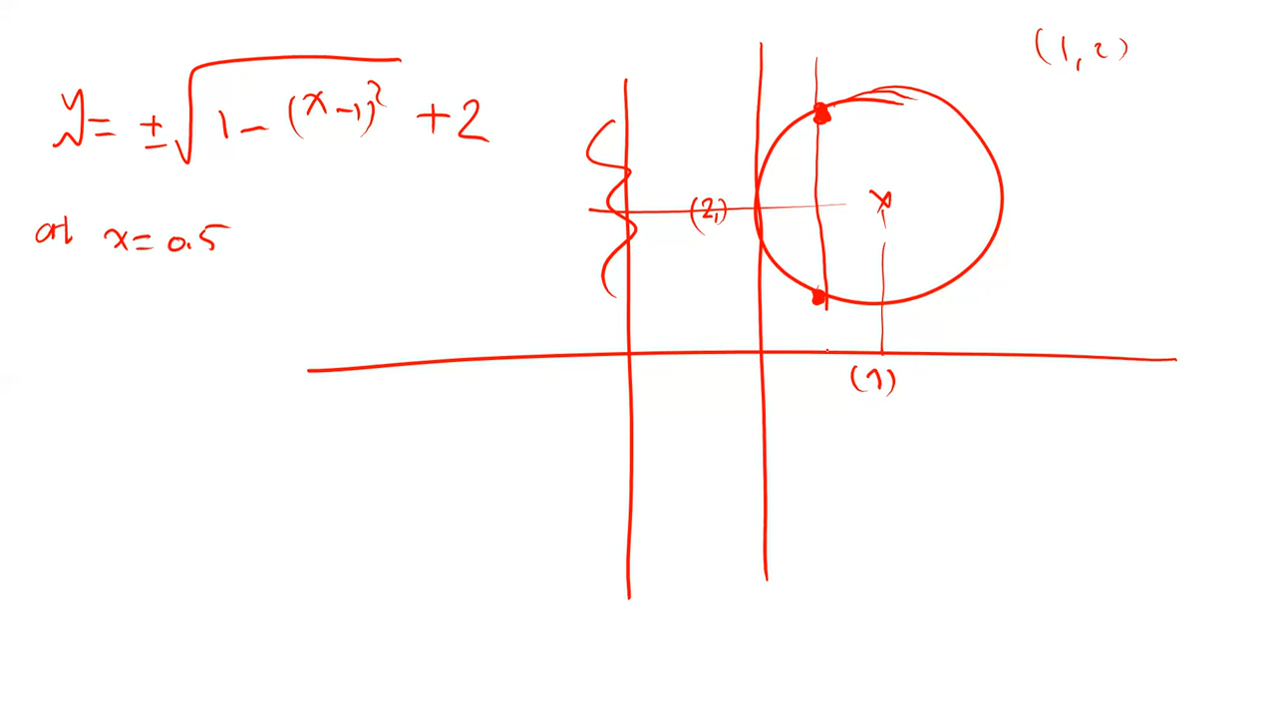 y = ± √(1 - (x-1)²) + 2
at x = 0.5
(1, 2)
(2,)
(1)